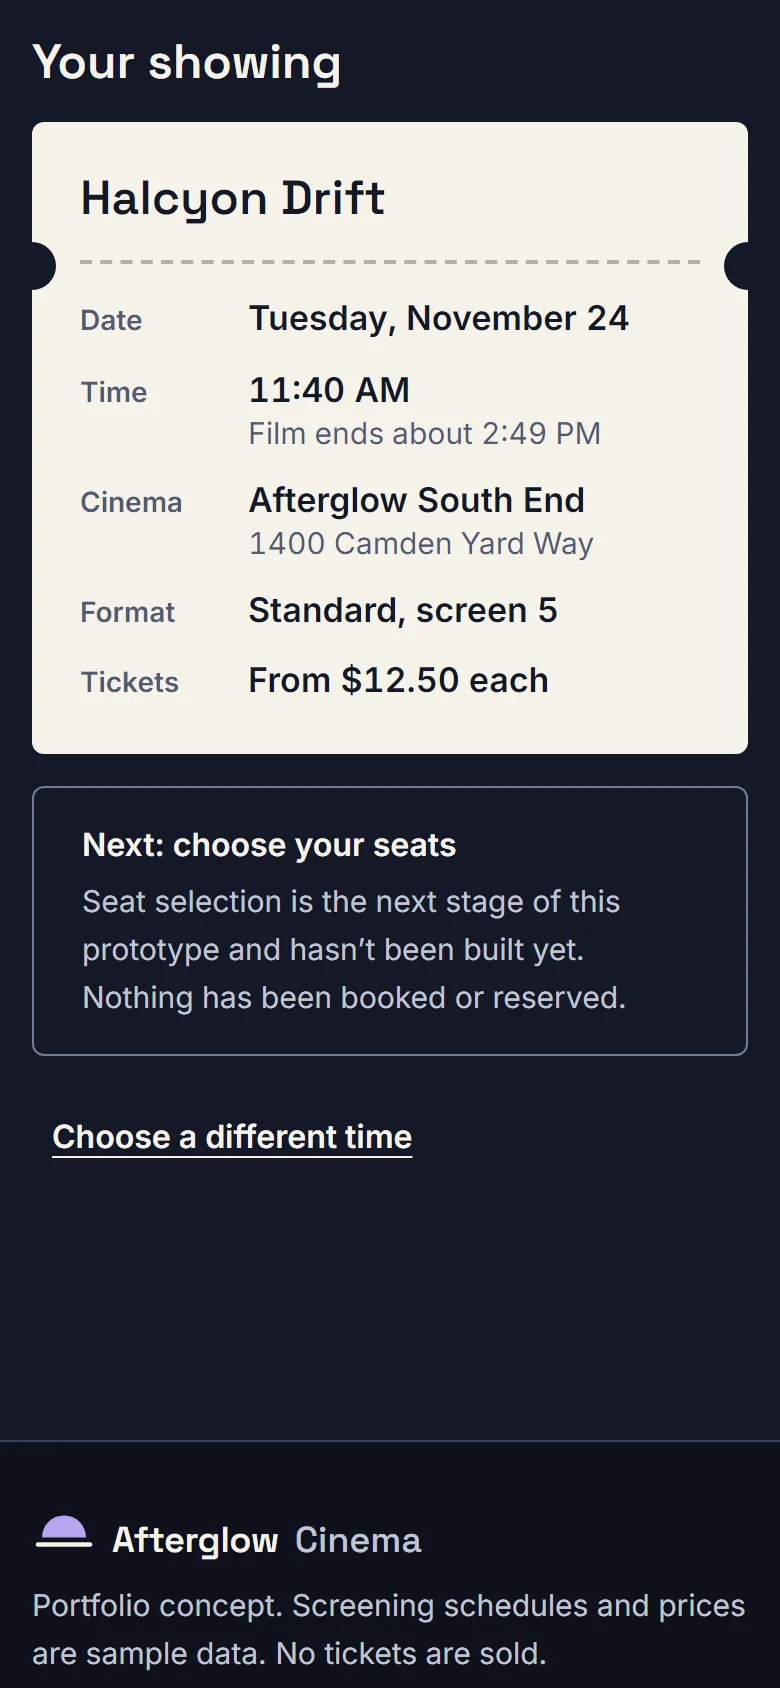 Your showing
Halcyon Drift
Date Tuesday, November 24
Time 11:40 AM
Film ends about 2:49 PM
Cinema Afterglow South End
1400 Camden Yard Way
Format Standard, screen 5
Tickets From $12.50 each
Next: choose your seats
Seat selection is the next stage of this
prototype and hasn’t been built yet.
Nothing has been booked or reserved.
Choose a different time
Afterglow Cinema
Portfolio concept. Screening schedules and prices
are sample data. No tickets are sold.